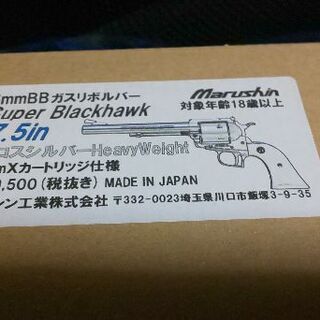 mmBBガスリボルバー
Super Blackhawk
Marushin
対象年齢18歳以上
7.5in
ロスシルバーHeavyWeight
mXカートリッジ仕様
,500(税抜き) MADE IN JAPAN
シン工業株式会社 〒332-0023埼玉県川口市飯塚3-9-35